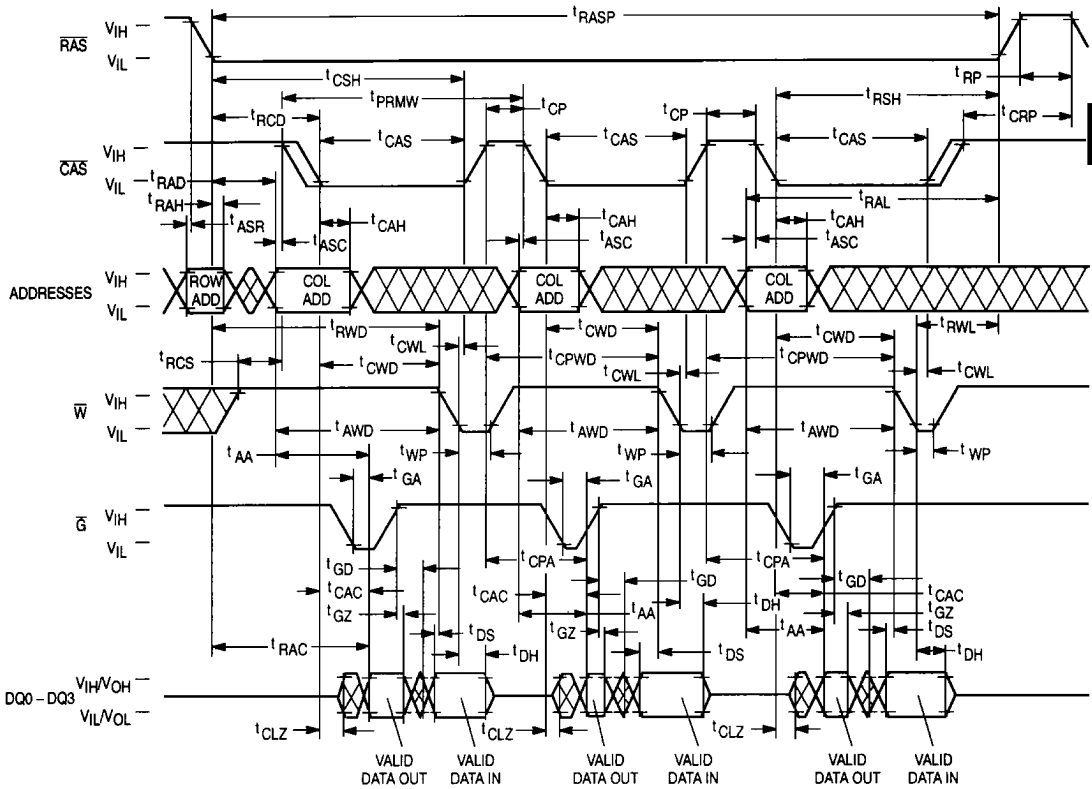 tRASP
RAS
VIH
VIL
tCSH
tRP
tPRMW
tCP
tCP
tRSH
tRCD
tCRP
tCAS
tCAS
tCAS
CAS
VIH
VIL
tRAD
tRAL
tRAH
tCAH
tCAH
tCAH
tASR
tASC
tASC
tASC
ADDRESSES
VIH
VIL
ROW ADD
COL ADD
COL ADD
COL ADD
tRWD
tCWD
tCWD
tRWL
tRCS
tCWL
tCPWD
tCPWD
tCWD
tCWL
tCWL
W
VIH
VIL
tAWD
tAWD
tAWD
tAA
tWP
tWP
tGA
tGA
tGA
G
VIH
VIL
tCPA
tCPA
tGD
tGD
tGD
tCAC
tCAC
tCAC
tGZ
tAA
tDH
tGZ
tDS
tGZ
tAA
tDS
tRAC
tDH
tDS
tDH
DQ0 – DQ3
VIH/VOH
VIL/VOL
tCLZ
tCLZ
tCLZ
VALID DATA OUT
VALID DATA IN
VALID DATA OUT
VALID DATA IN
VALID DATA OUT
VALID DATA IN